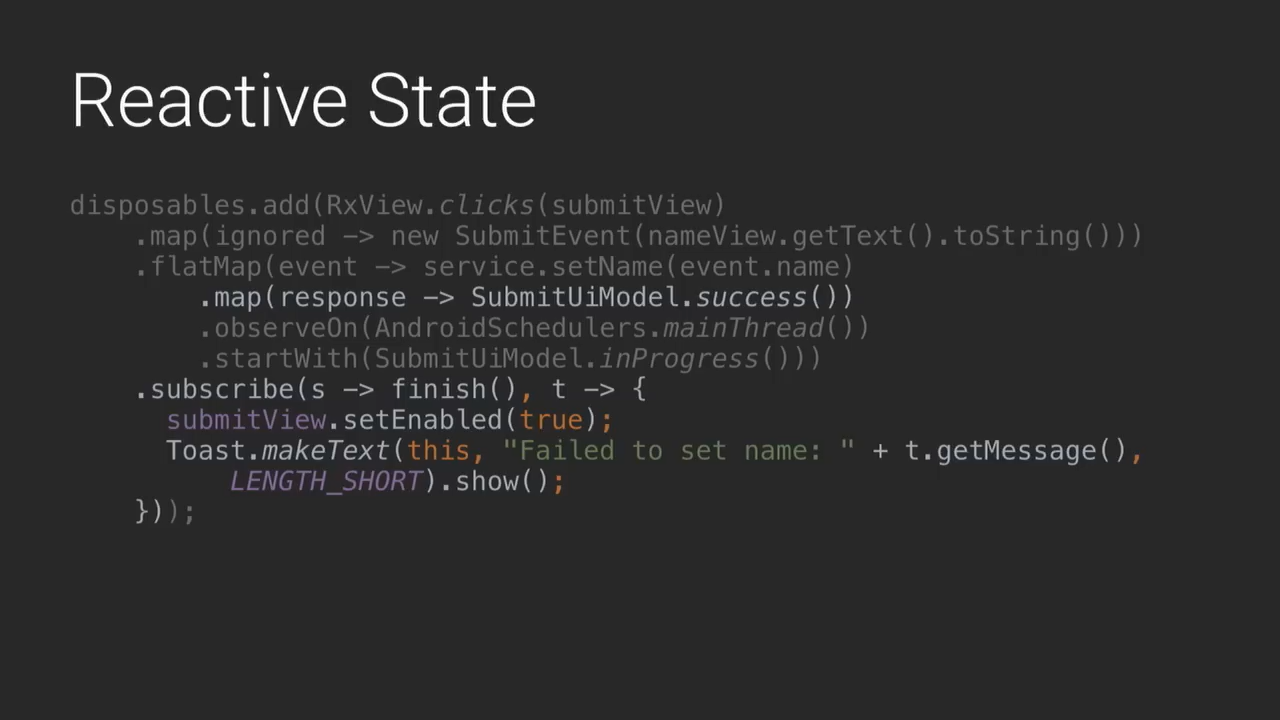 Reactive State
disposables.add(RxView.clicks(submitView)
.map(ignored -> new SubmitEvent(nameView.getText().toString()))
.flatMap(event -> service.setName(event.name)
.map(response -> SubmitUiModel.success())
.observeOn(AndroidSchedulers.mainThread())
.startWith(SubmitUiModel.inProgress()))
.subscribe(s -> finish(), t -> {
submitView.setEnabled(true);
Toast.makeText(this, "Failed to set name: " + t.getMessage(),
LENGTH_SHORT).show();
}));